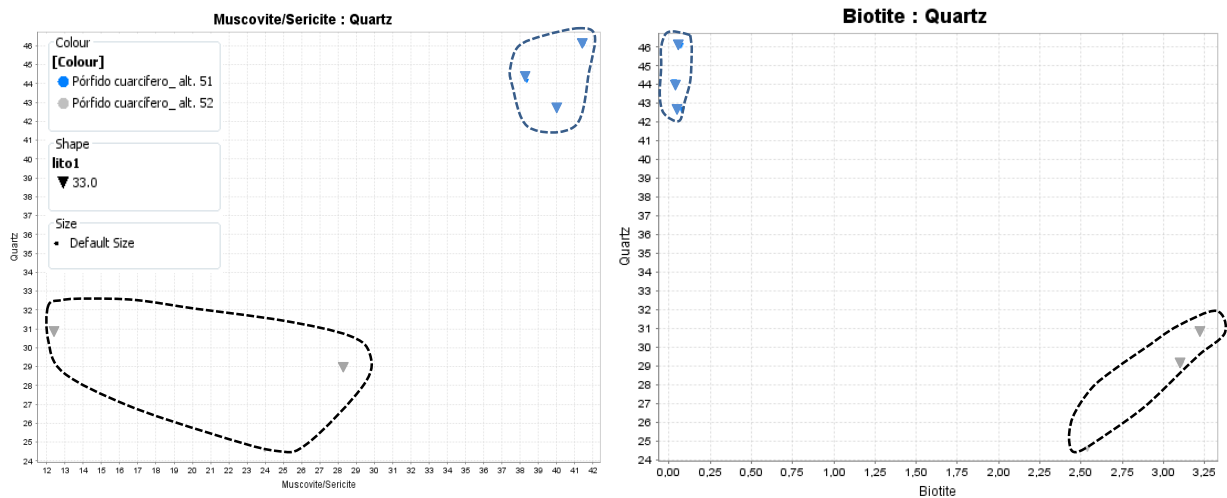 Muscovite/Sericite : Quartz
Colour
[Colour]
Pórfido cuarcífero_ alt. 51
Pórfido cuarcífero_ alt. 52
Shape
lito1
33.0
Size
Default Size
Quartz
46
45
44
43
42
41
40
39
38
37
36
35
34
33
32
31
30
29
28
27
26
25
24
12 13 14 15 16 17 18 19 20 21 22 23 24 25 26 27 28 29 30 31 32 33 34 35 36 37 38 39 40 41 42
Muscovite/Sericite
Biotite : Quartz
Quartz
46
45
44
43
42
41
40
39
38
37
36
35
34
33
32
31
30
29
28
27
26
25
24
0,00 0,25 0,50 0,75 1,00 1,25 1,50 1,75 2,00 2,25 2,50 2,75 3,00 3,25
Biotite